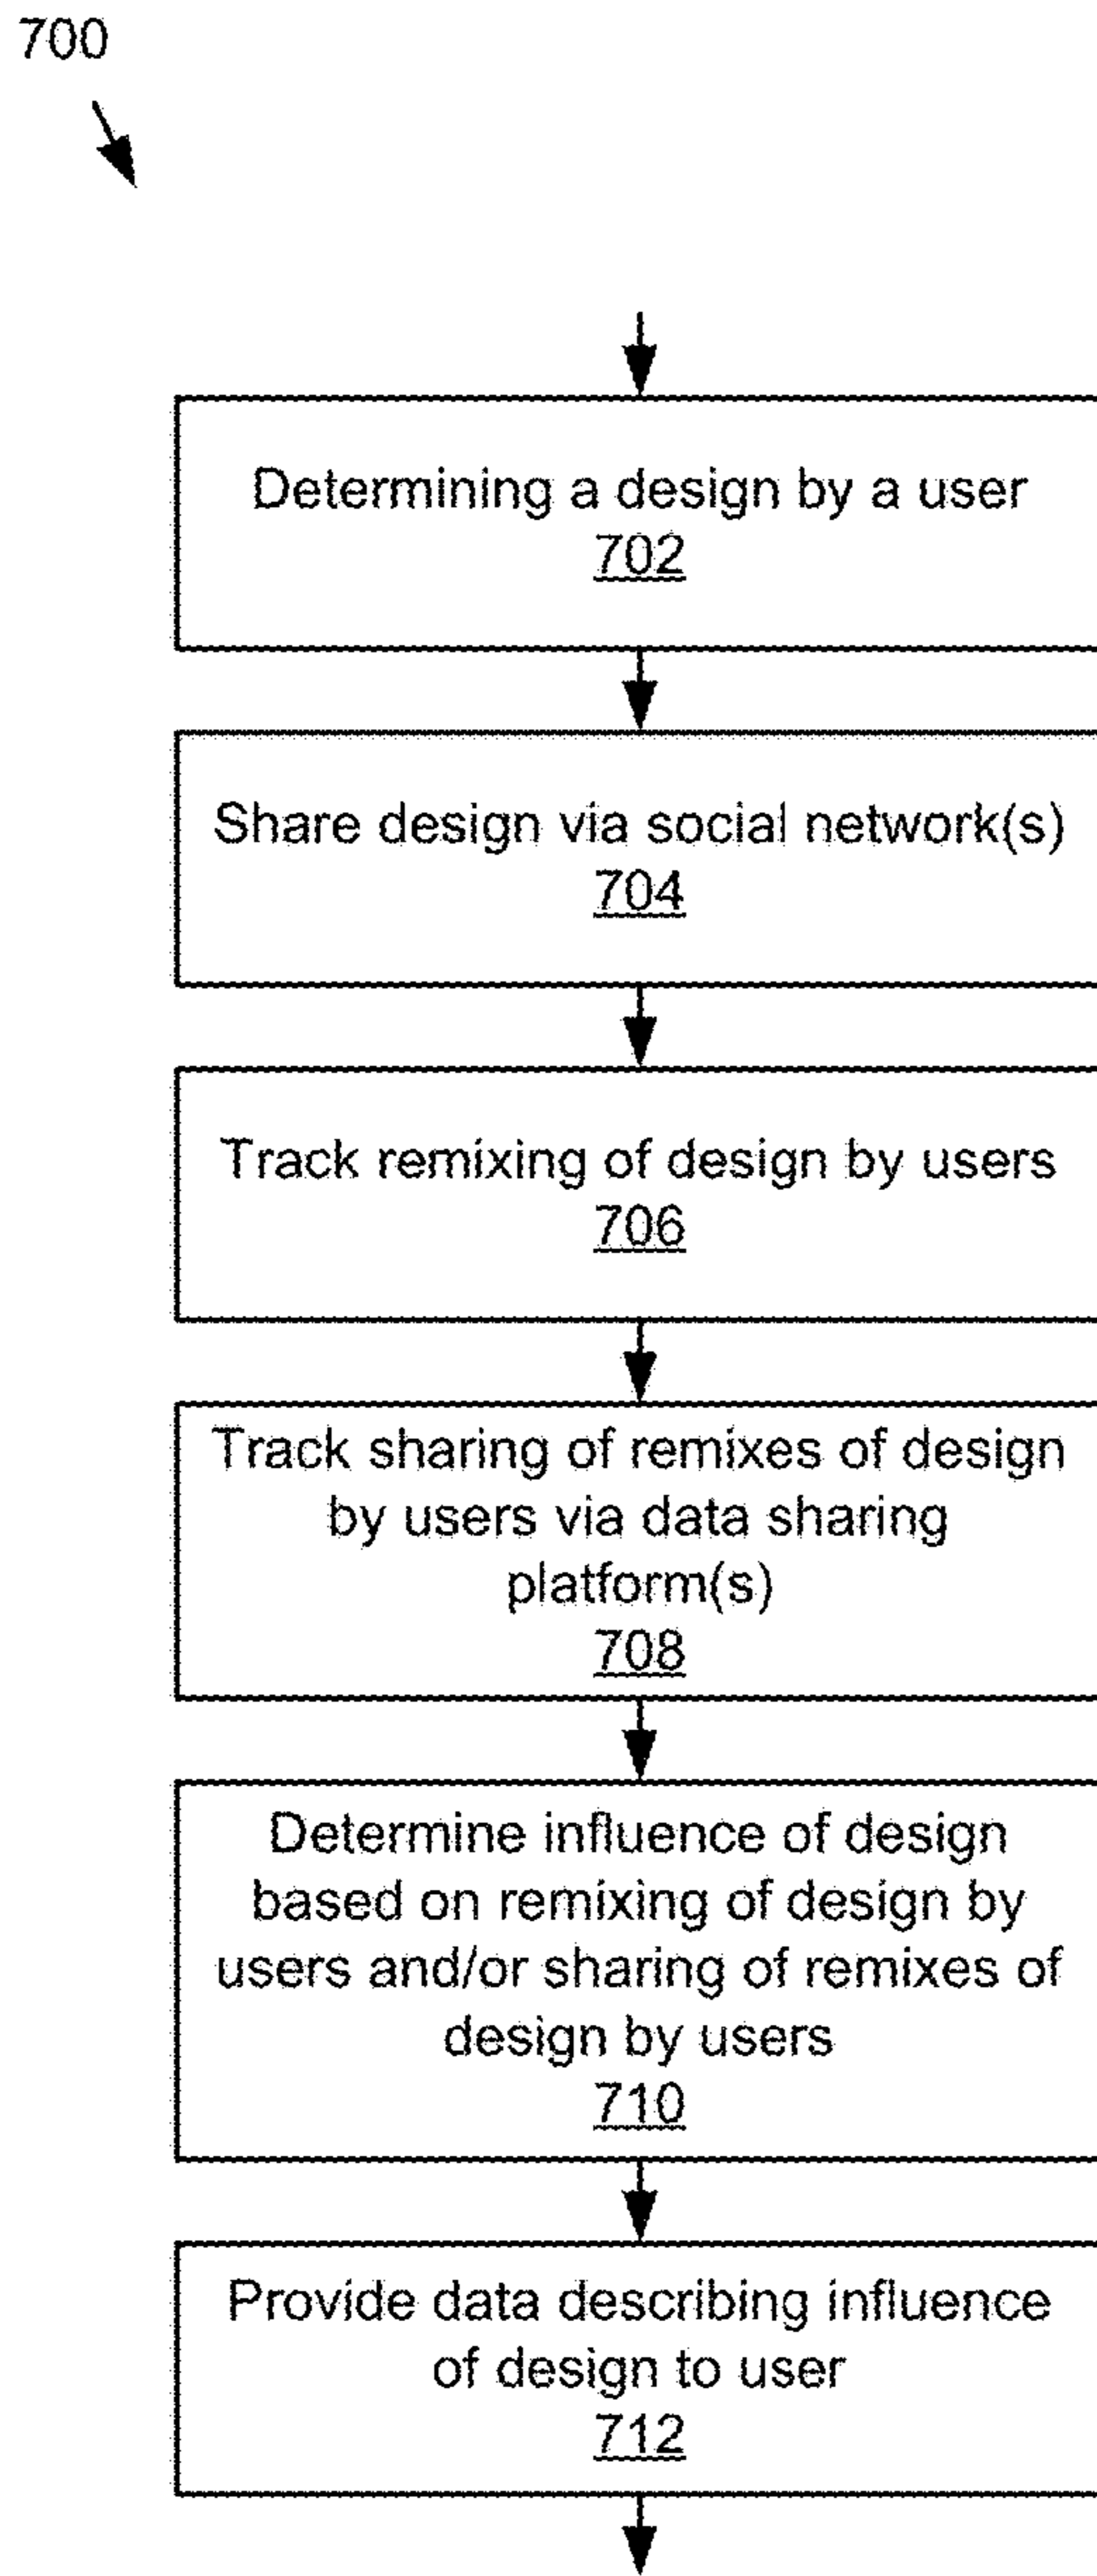 700
Determining a design by a user
702
Share design via social network(s)
704
Track remixing of design by users
706
Track sharing of remixes of design
by users via data sharing
platform(s)
708
Determine influence of design
based on remixing of design by
users and/or sharing of remixes of
design by users
710
Provide data describing influence
of design to user
712